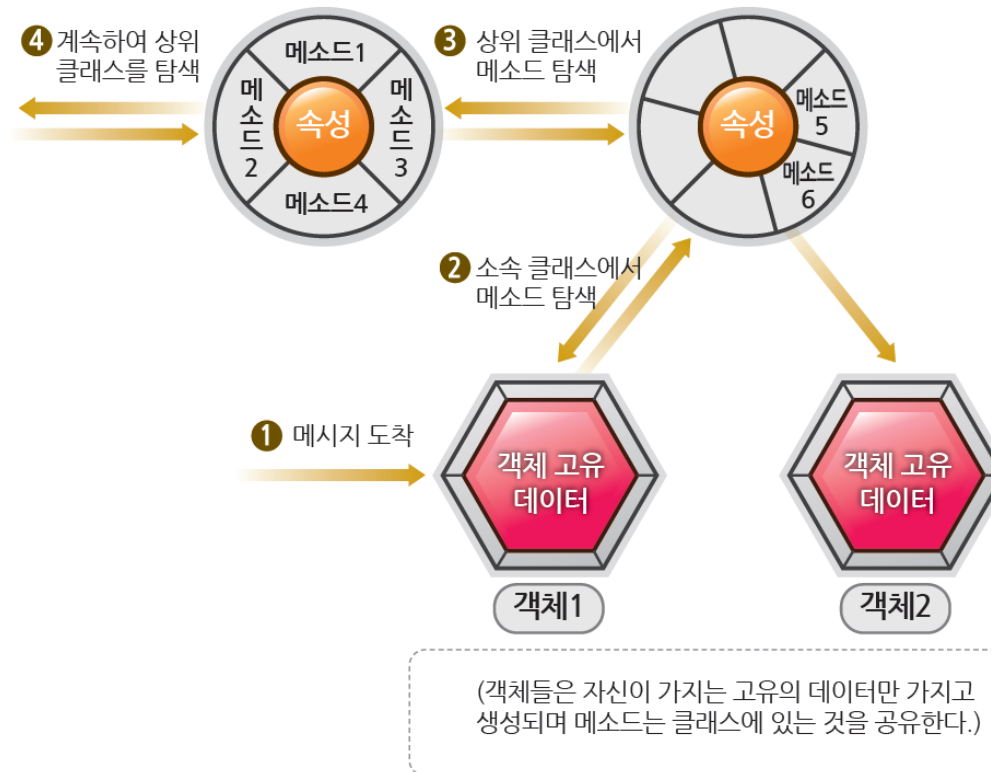 ❹ 계속하여 상위
클래스를 탐색
메소드1
메소드2
속성
메소드3
메소드4
❸ 상위 클래스에서
메소드 탐색
속성
메소드
5
메소드
6
❷ 소속 클래스에서
메소드 탐색
❶ 메시지 도착
객체 고유
데이터
객체1
객체 고유
데이터
객체2
(객체들은 자신이 가지는 고유의 데이터만 가지고
생성되며 메소드는 클래스에 있는 것을 공유한다.)